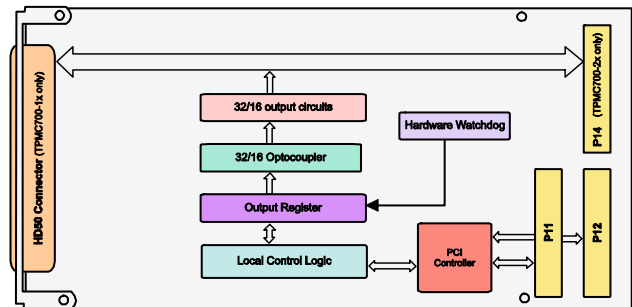 HD50 Connector (TPMC700-1x only)
32/16 output circuits
32/16 Optocoupler
Output Register
Local Control Logic
Hardware Watchdog
PCI
Controller
P14 (TPMC700-2x only)
P11
P12